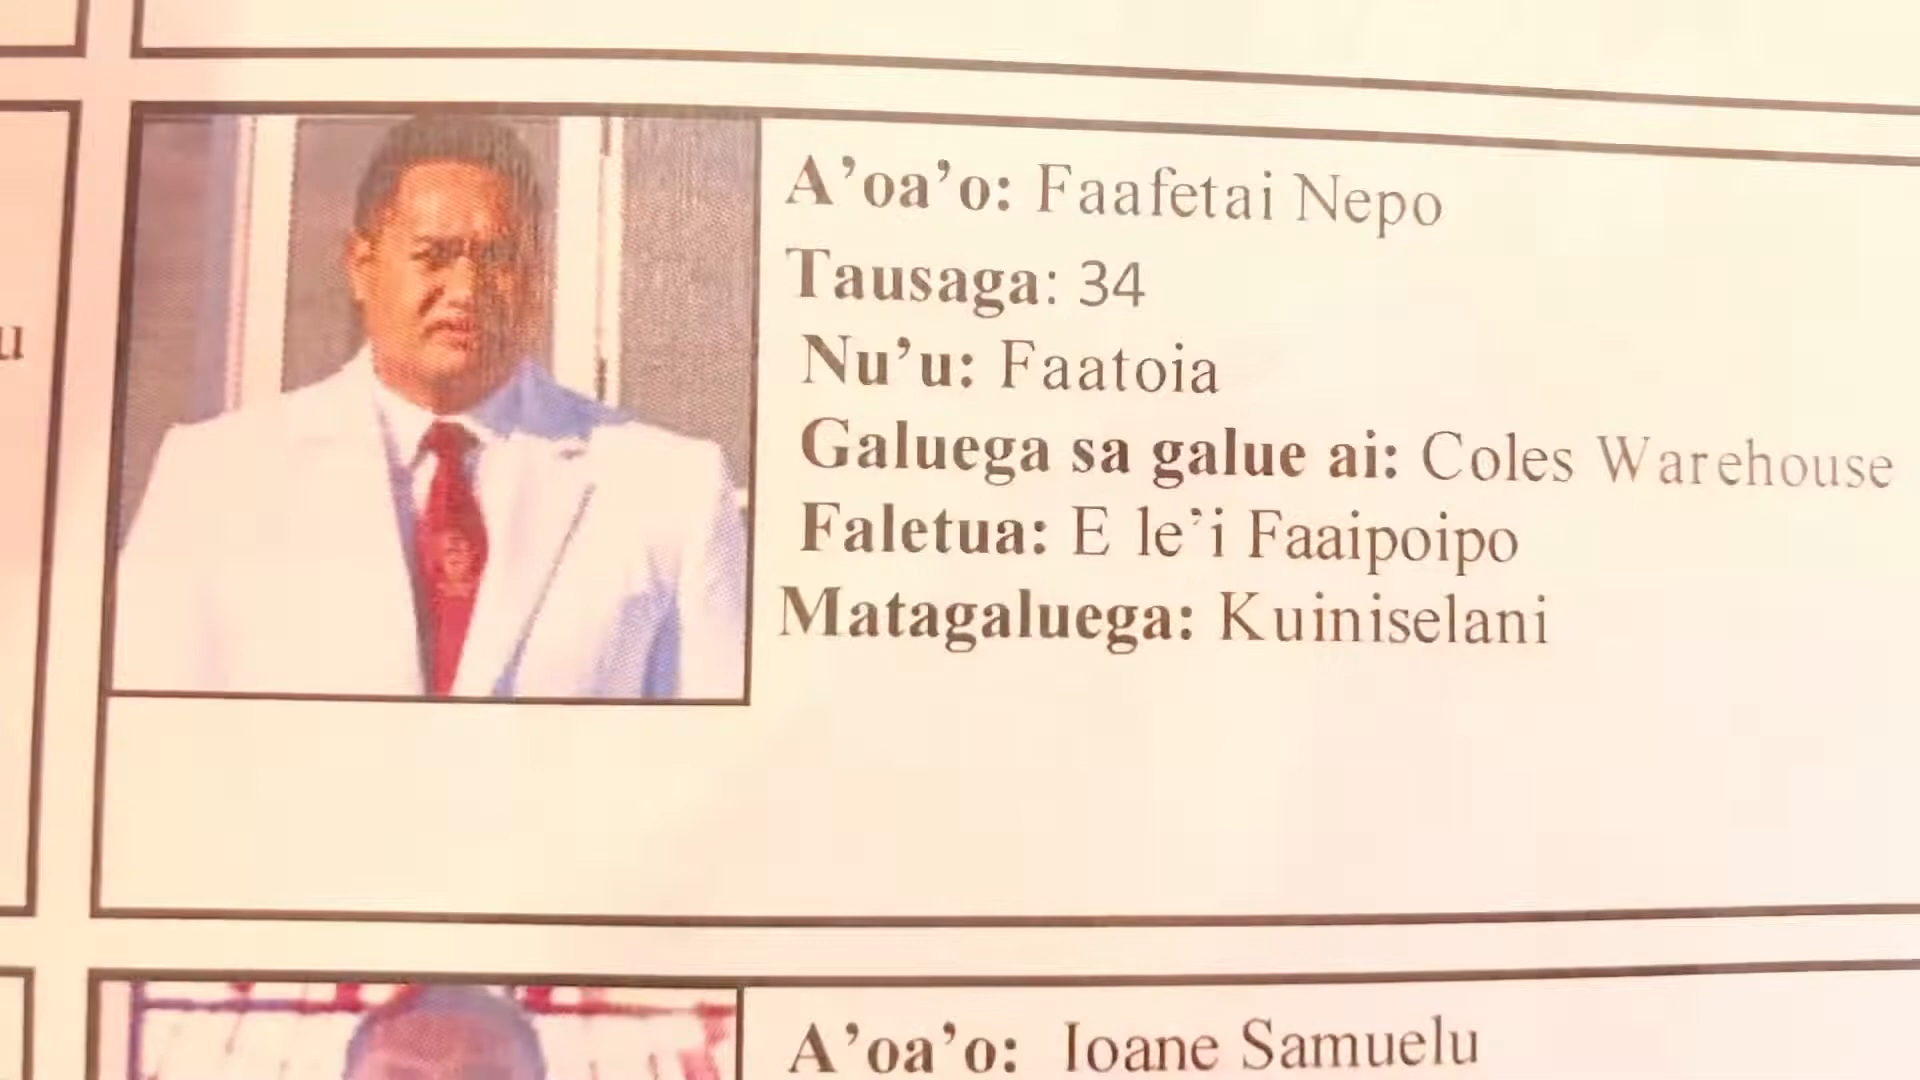 u
A’oa’o: Faafetai Nepo
Tausaga: 34
Nu’u: Faatoia
Galuega sa galue ai: Coles Warehouse
Faletua: E le’i Faaipoipo
Matagaluega: Kuiniselani
A’oa’o: Ioane Samuelu